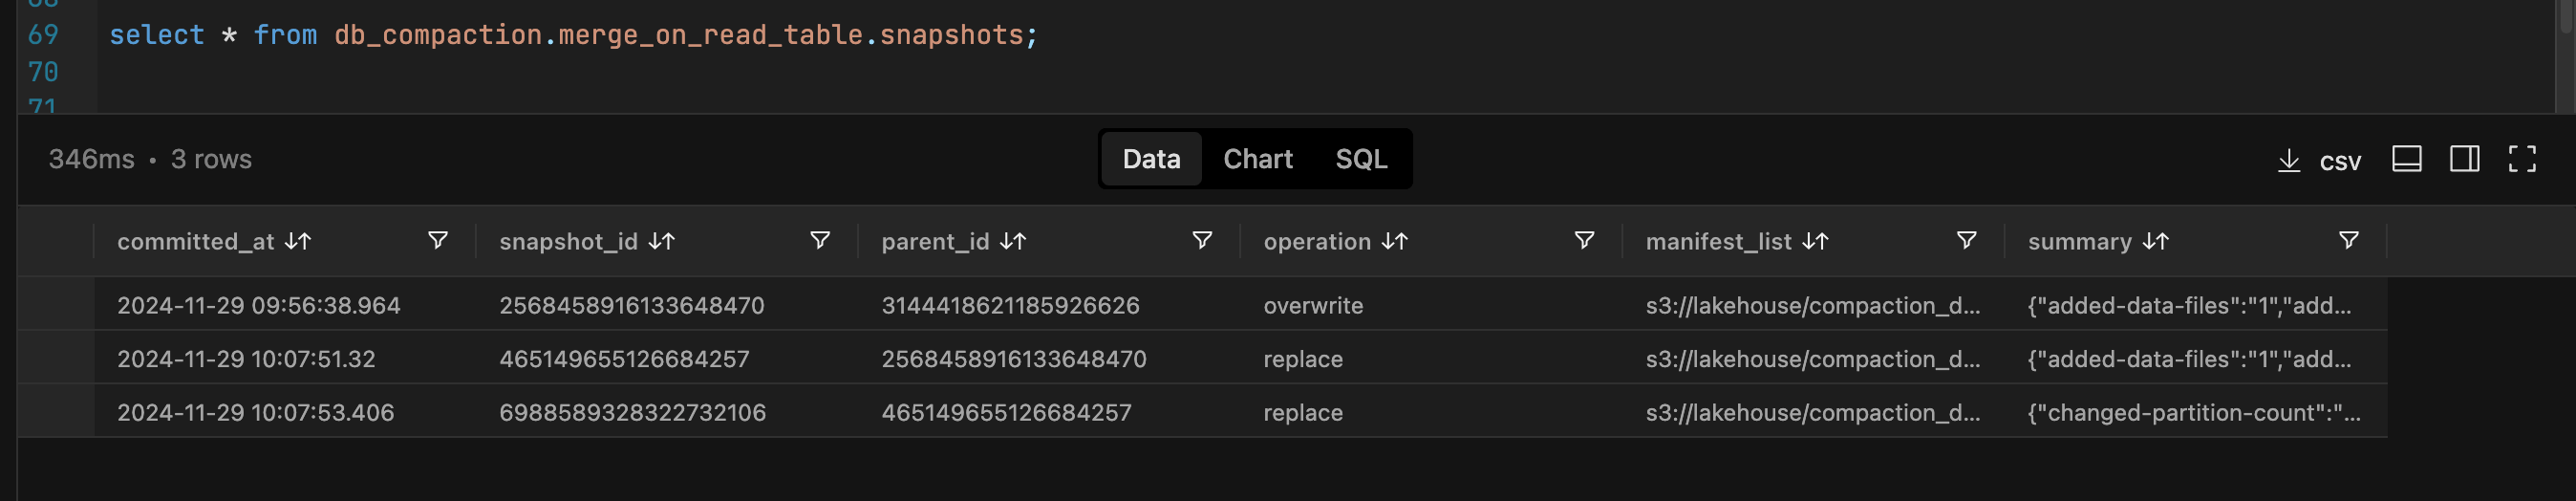 68
69 select * from db_compaction.merge_on_read_table.snapshots;
70
71
346ms • 3 rows Data Chart SQL csv
committed_at snapshot_id parent_id operation manifest_list summary
2024-11-29 09:56:38.964 2568458916133648470 3144418621185926626 overwrite s3://lakehouse/compaction_d... {"added-data-files":"1","add...
2024-11-29 10:07:51.32 465149655126684257 2568458916133648470 replace s3://lakehouse/compaction_d... {"added-data-files":"1","add...
2024-11-29 10:07:53.406 6988589328322732106 465149655126684257 replace s3://lakehouse/compaction_d... {"changed-partition-count":"...